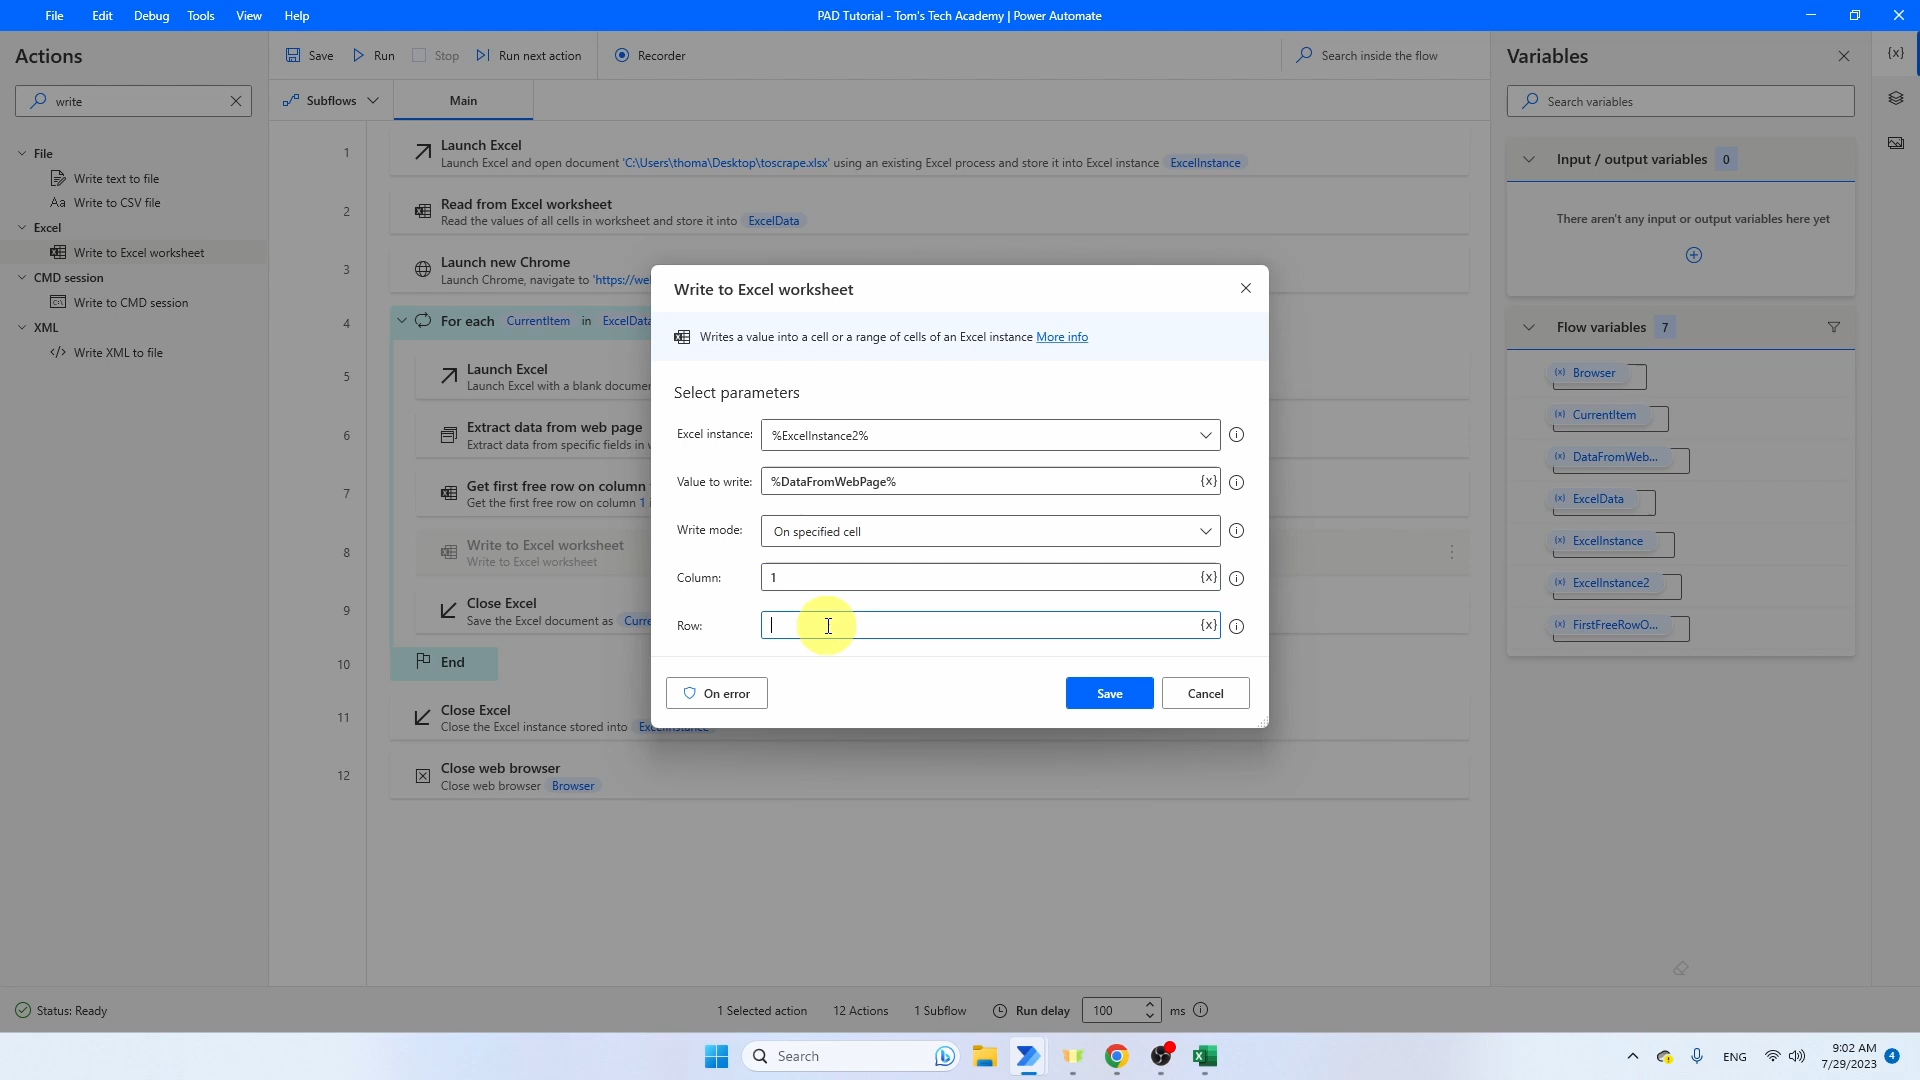 File Edit Debug Tools View Help
PAD Tutorial - Tom's Tech Academy | Power Automate
Actions
write
File
Write text to file
Aa Write to CSV file
Excel
Write to Excel worksheet
CMD session
Write to CMD session
XML
Write XML to file
Save Run Stop Run next action Recorder
Search inside the flow
Subflows Main
1 Launch Excel
Launch Excel and open document 'C:\Users\thoma\Desktop\toscrape.xlsx' using an existing Excel process and store it into Excel instance ExcelInstance
2 Read from Excel worksheet
Read the values of all cells in worksheet and store it into ExcelData
3 Launch new Chrome
Launch Chrome, navigate to 'https://we
4 For each CurrentItem in ExcelData
5 Launch Excel
Launch Excel with a blank docume
6 Extract data from web page
Extract data from specific fields in w
7 Get first free row on column
Get the first free row on column 1 i
8 Write to Excel worksheet
Write to Excel worksheet
9 Close Excel
Save the Excel document as Curre
10 End
11 Close Excel
Close the Excel instance stored into ExcelInstance
12 Close web browser
Close web browser Browser
Write to Excel worksheet
Writes a value into a cell or a range of cells of an Excel instance More info
Select parameters
Excel instance: %ExcelInstance2%
Value to write: %DataFromWebPage% {x}
Write mode: On specified cell
Column: 1 {x}
Row: {x}
On error Save Cancel
Variables {x}
Search variables
Input / output variables 0
There aren't any input or output variables here yet
Flow variables 7
(x) Browser
(x) CurrentItem
(x) DataFromWeb...
(x) ExcelData
(x) ExcelInstance
(x) ExcelInstance2
(x) FirstFreeRowO...
Status: Ready
1 Selected action 12 Actions 1 Subflow Run delay 100 ms
Search
ENG
9:02 AM
7/29/2023
4